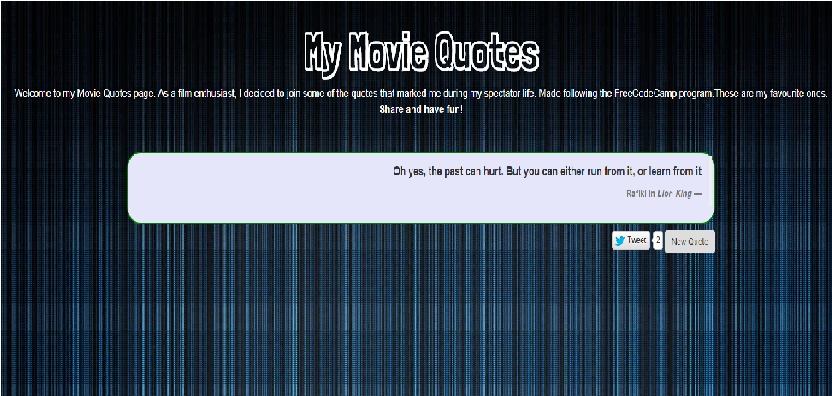 My Movie Quotes
Welcome to my Movie Quotes page. As a film enthusiast, I decided to join some of the quotes that marked me during my spectator life. Made following the FreeCodeCamp program.These are my favourite ones.
Share and have fun!
Oh yes, the past can hurt. But you can either run from it, or learn from it
Rafiki in Lion King —
Tweet 2 New Quote